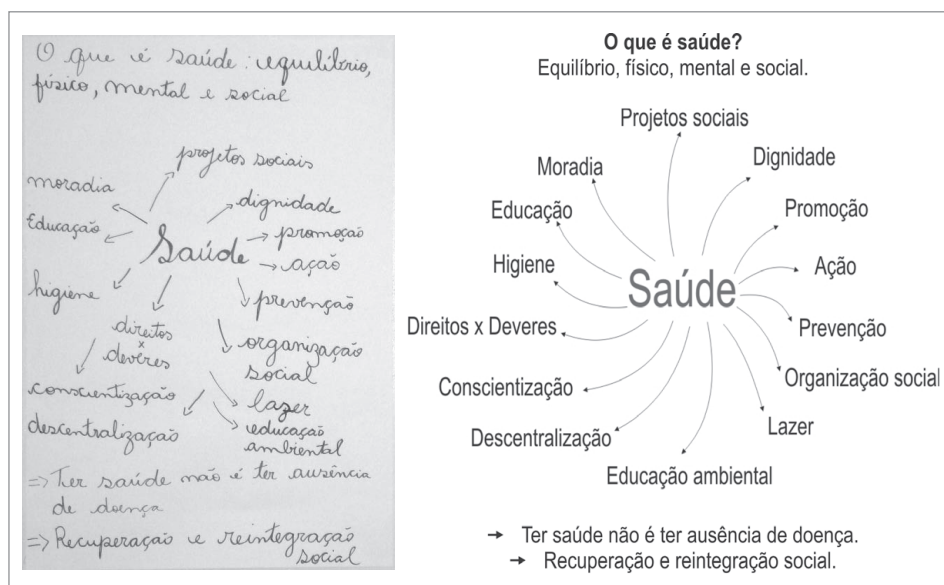 O que é saúde: equilíbrio,
físico, mental e social
projetos sociais
moradia
dignidade
Educação
promoção
Saúde
ação
higiene
prevenção
direitos
x
deveres
organização
social
conscientização
lazer
descentralização
educação
ambiental
=> Ter saúde não é ter ausência
de doença
=> Recuperação e reintegração
social
O que é saúde?
Equilíbrio, físico, mental e social.
Projetos sociais
Moradia
Dignidade
Educação
Promoção
Higiene
Saúde
Ação
Direitos x Deveres
Prevenção
Conscientização
Organização social
Descentralização
Lazer
Educação ambiental
→ Ter saúde não é ter ausência de doença.
→ Recuperação e reintegração social.